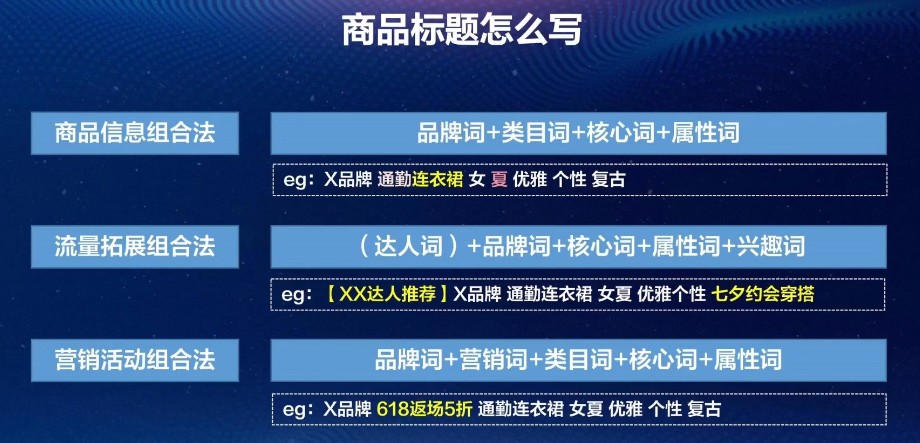 商品标题怎么写
商品信息组合法
品牌词+类目词+核心词+属性词
eg：X品牌 通勤连衣裙 女 夏 优雅 个性 复古
流量拓展组合法
（达人词）+品牌词+核心词+属性词+兴趣词
eg：【XX达人推荐】X品牌 通勤连衣裙 女夏 优雅个性 七夕约会穿搭
营销活动组合法
品牌词+营销词+类目词+核心词+属性词
eg：X品牌 618返场5折 通勤连衣裙 女夏 优雅 个性 复古